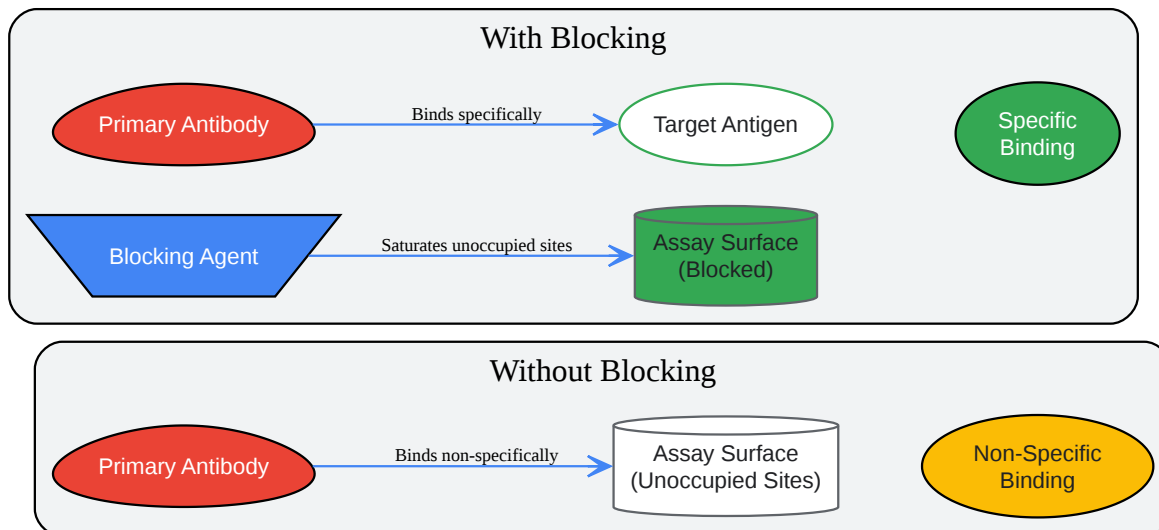 With Blocking
Primary Antibody
Binds specifically
Target Antigen
Specific
Binding
Blocking Agent
Saturates unoccupied sites
Assay Surface
(Blocked)
Without Blocking
Primary Antibody
Binds non-specifically
Assay Surface
(Unoccupied Sites)
Non-Specific
Binding